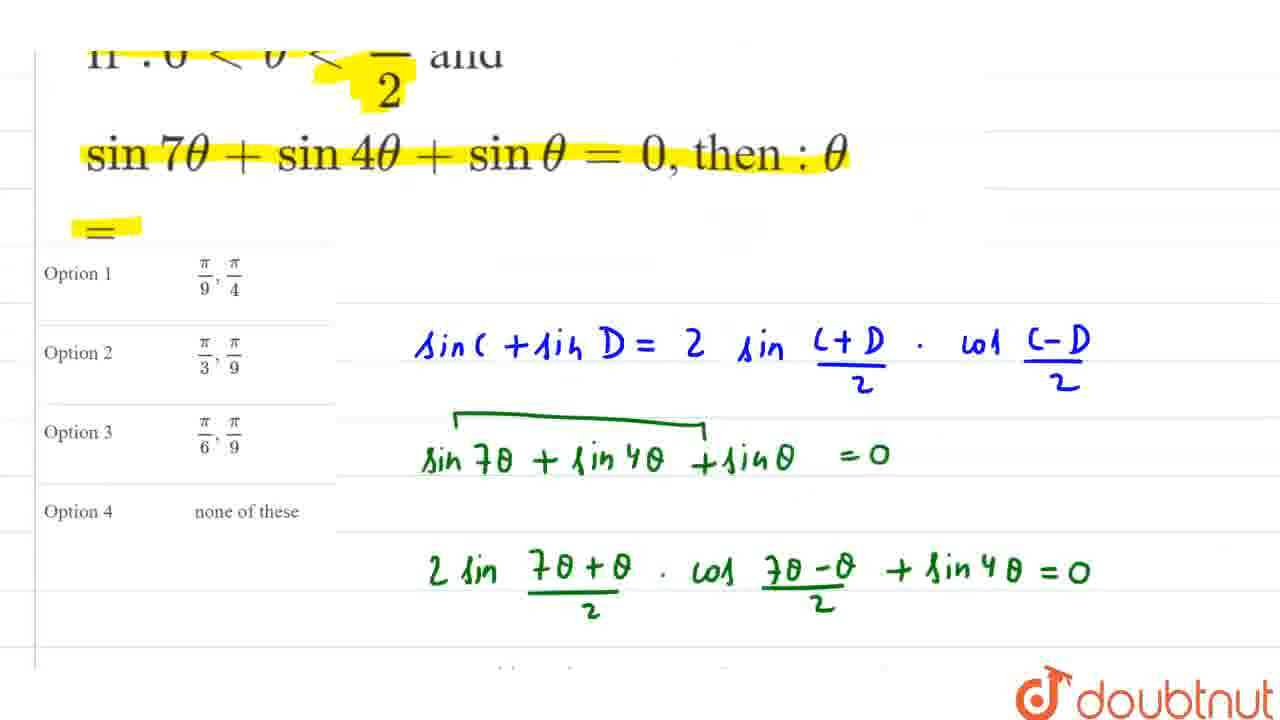 If : 0 < θ < π/2 and
sin 7θ + sin 4θ + sin θ = 0, then : θ
=
Option 1 π/9, π/4
Option 2 π/3, π/9
Option 3 π/6, π/9
Option 4 none of these
sin C + sin D = 2 sin (C+D)/2 . cos (C-D)/2
sin 7θ + sin 4θ + sin θ = 0
2 sin (7θ+θ)/2 . cos (7θ-θ)/2 + sin 4θ = 0
doubtnut